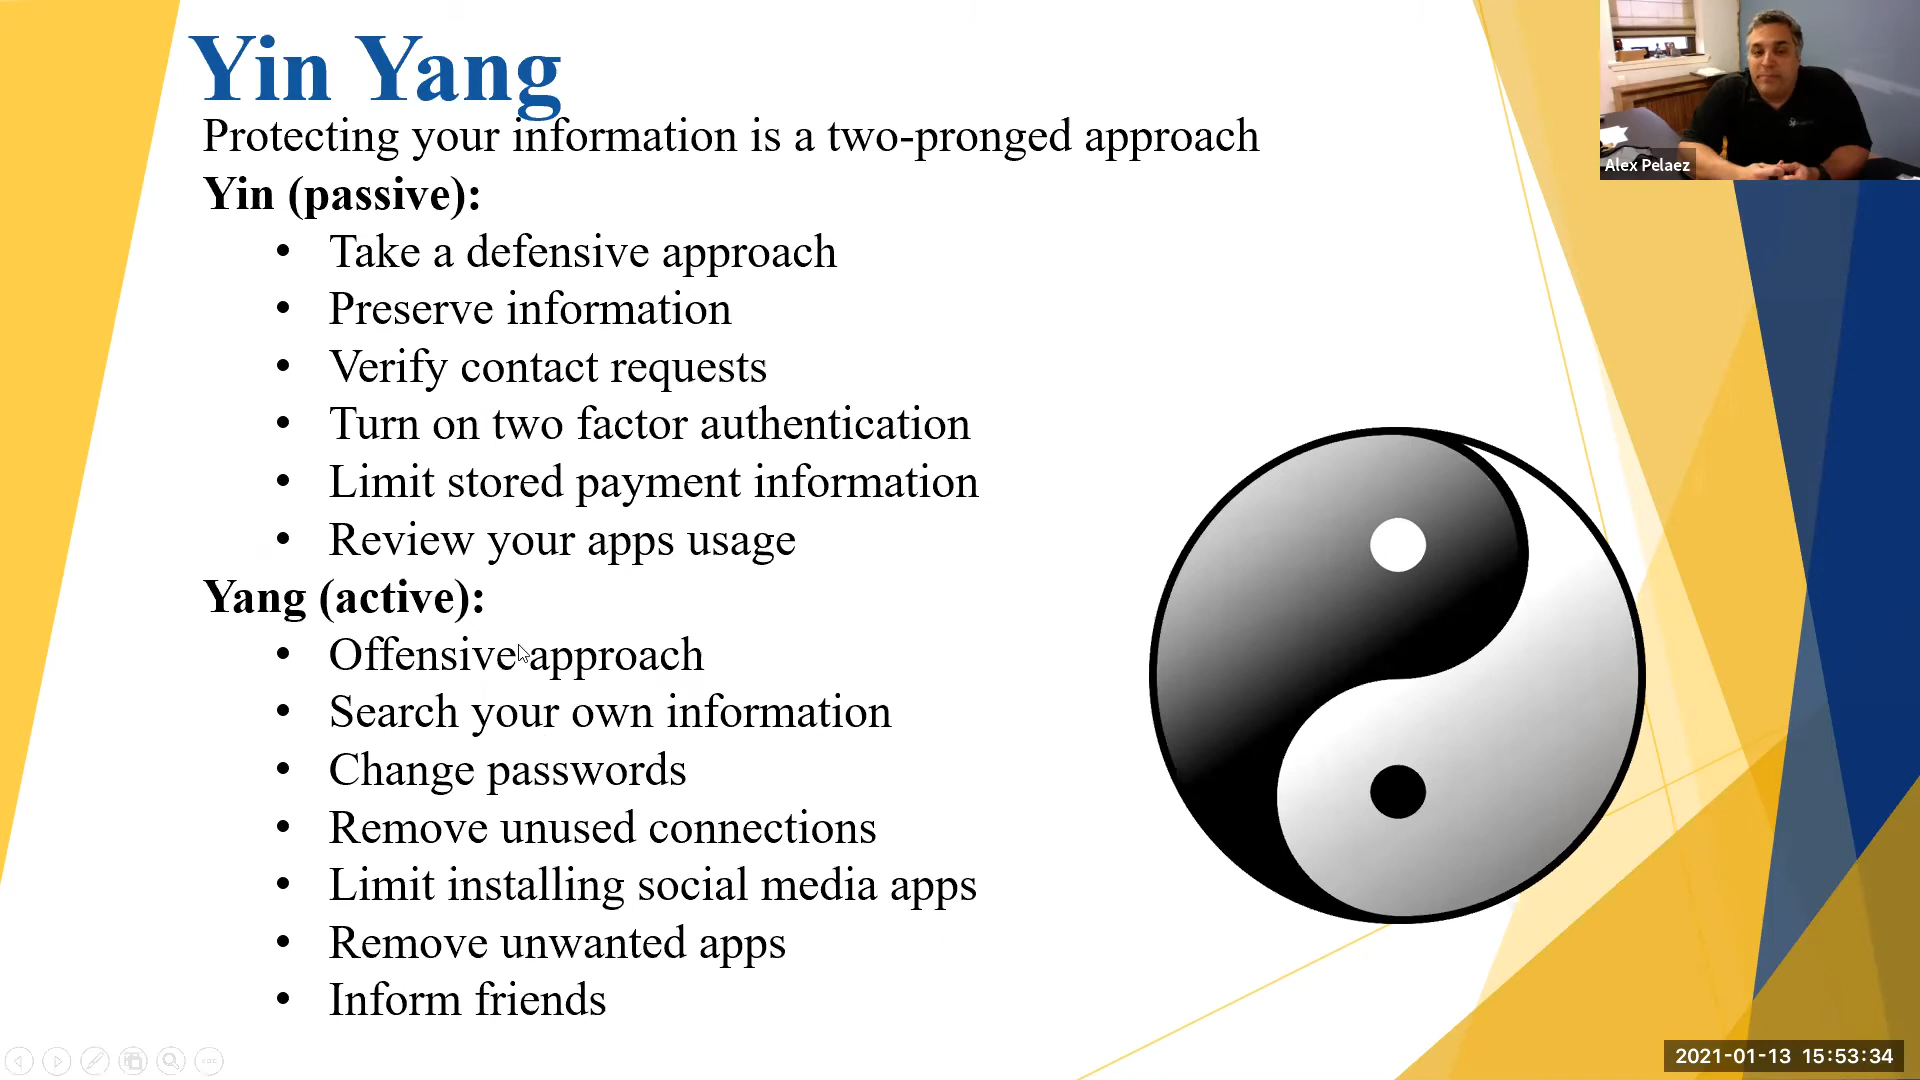 Yin Yang
Protecting your information is a two-pronged approach
Yin (passive):
• Take a defensive approach
• Preserve information
• Verify contact requests
• Turn on two factor authentication
• Limit stored payment information
• Review your apps usage
Yang (active):
• Offensive approach
• Search your own information
• Change passwords
• Remove unused connections
• Limit installing social media apps
• Remove unwanted apps
• Inform friends
Alex Pelaez
2021-01-13 15:53:34